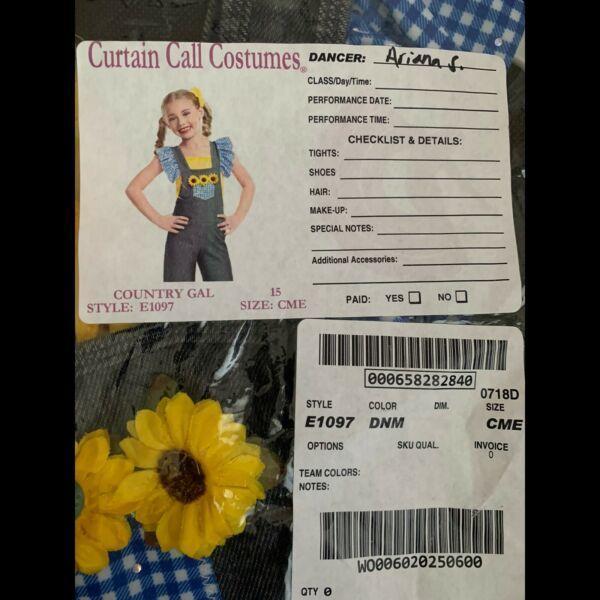 Curtain Call Costumes®
DANCER: Ariana S.
CLASS/Day/Time:
PERFORMANCE DATE:
PERFORMANCE TIME:
CHECKLIST & DETAILS:
TIGHTS:
SHOES
HAIR:
MAKE-UP:
SPECIAL NOTES:
Additional Accessories:
PAID: YES NO
COUNTRY GAL 15
STYLE: E1097 SIZE: CME
000658282840
0718D
STYLE COLOR DIM. SIZE
E1097 DNM CME
OPTIONS SKU QUAL. INVOICE
0
TEAM COLORS:
NOTES:
WO006020250600
QTY 0